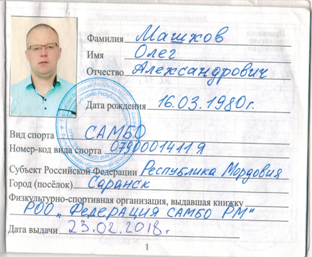 Фамилия Машков
Имя Олег
Отчество Александрович
Дата рождения 16.03.1980г.
Вид спорта САМБО
Номер-код вида спорта 0790001411Я
Субъект Российской Федерации Республика Мордовия
Город (посёлок) Саранск
Физкультурно-спортивная организация, выдавшая книжку
РОО „Федерация САМБО РМ"
Дата выдачи 23.02.2018г.
1